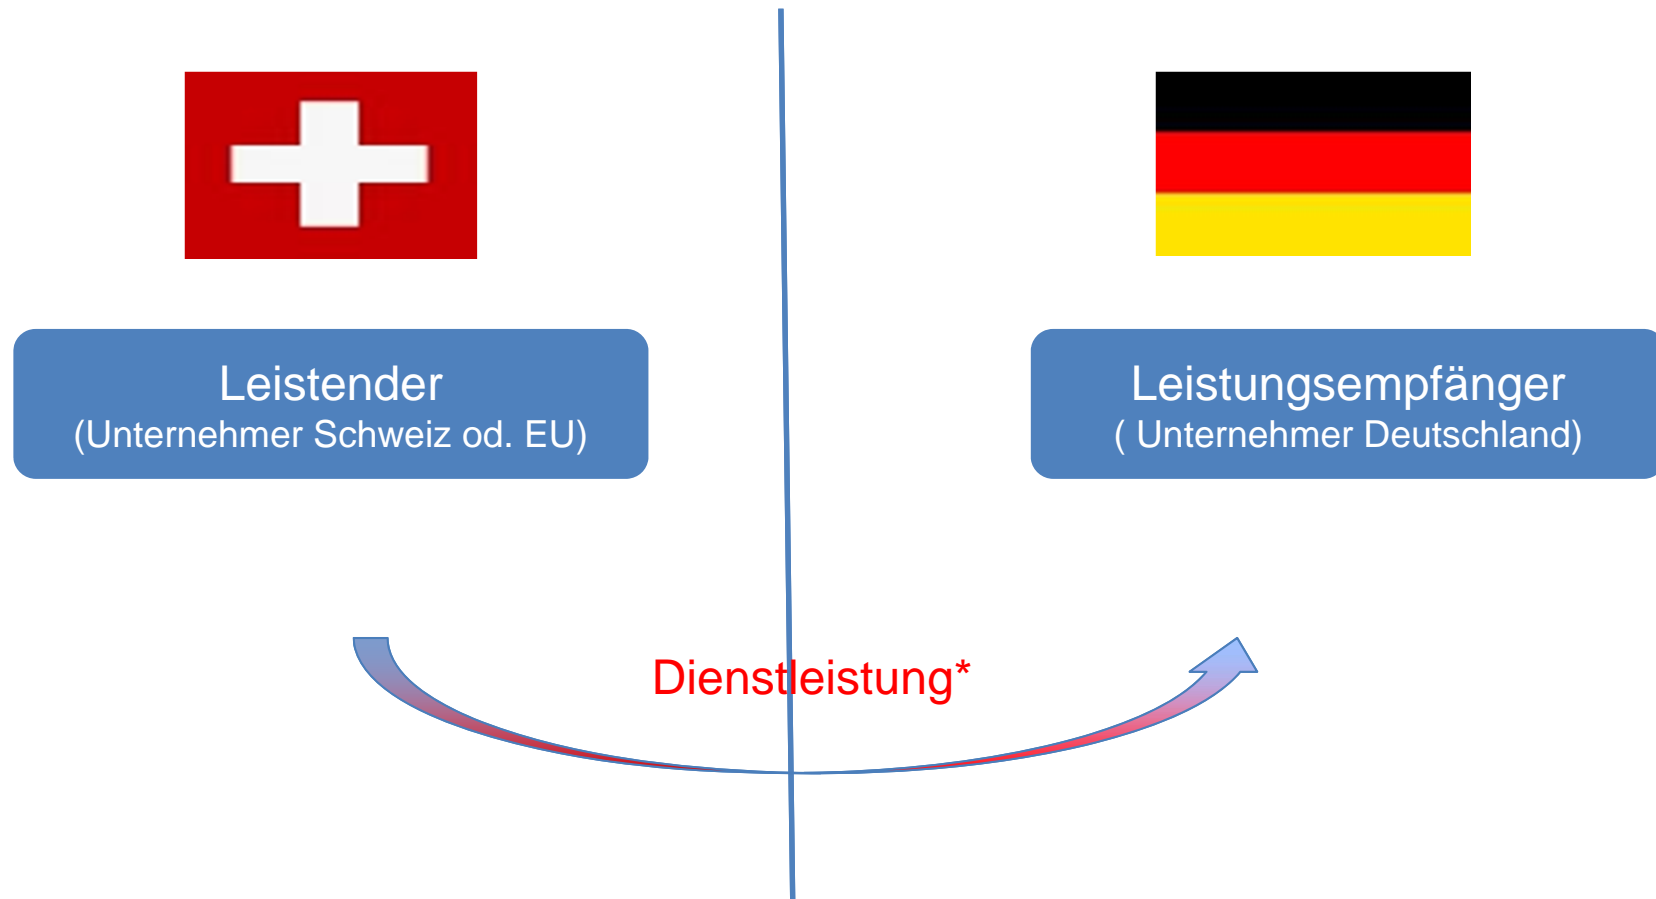 Leistender
(Unternehmer Schweiz od. EU)
Leistungsempfänger
( Unternehmer Deutschland)
Dienstleistung*